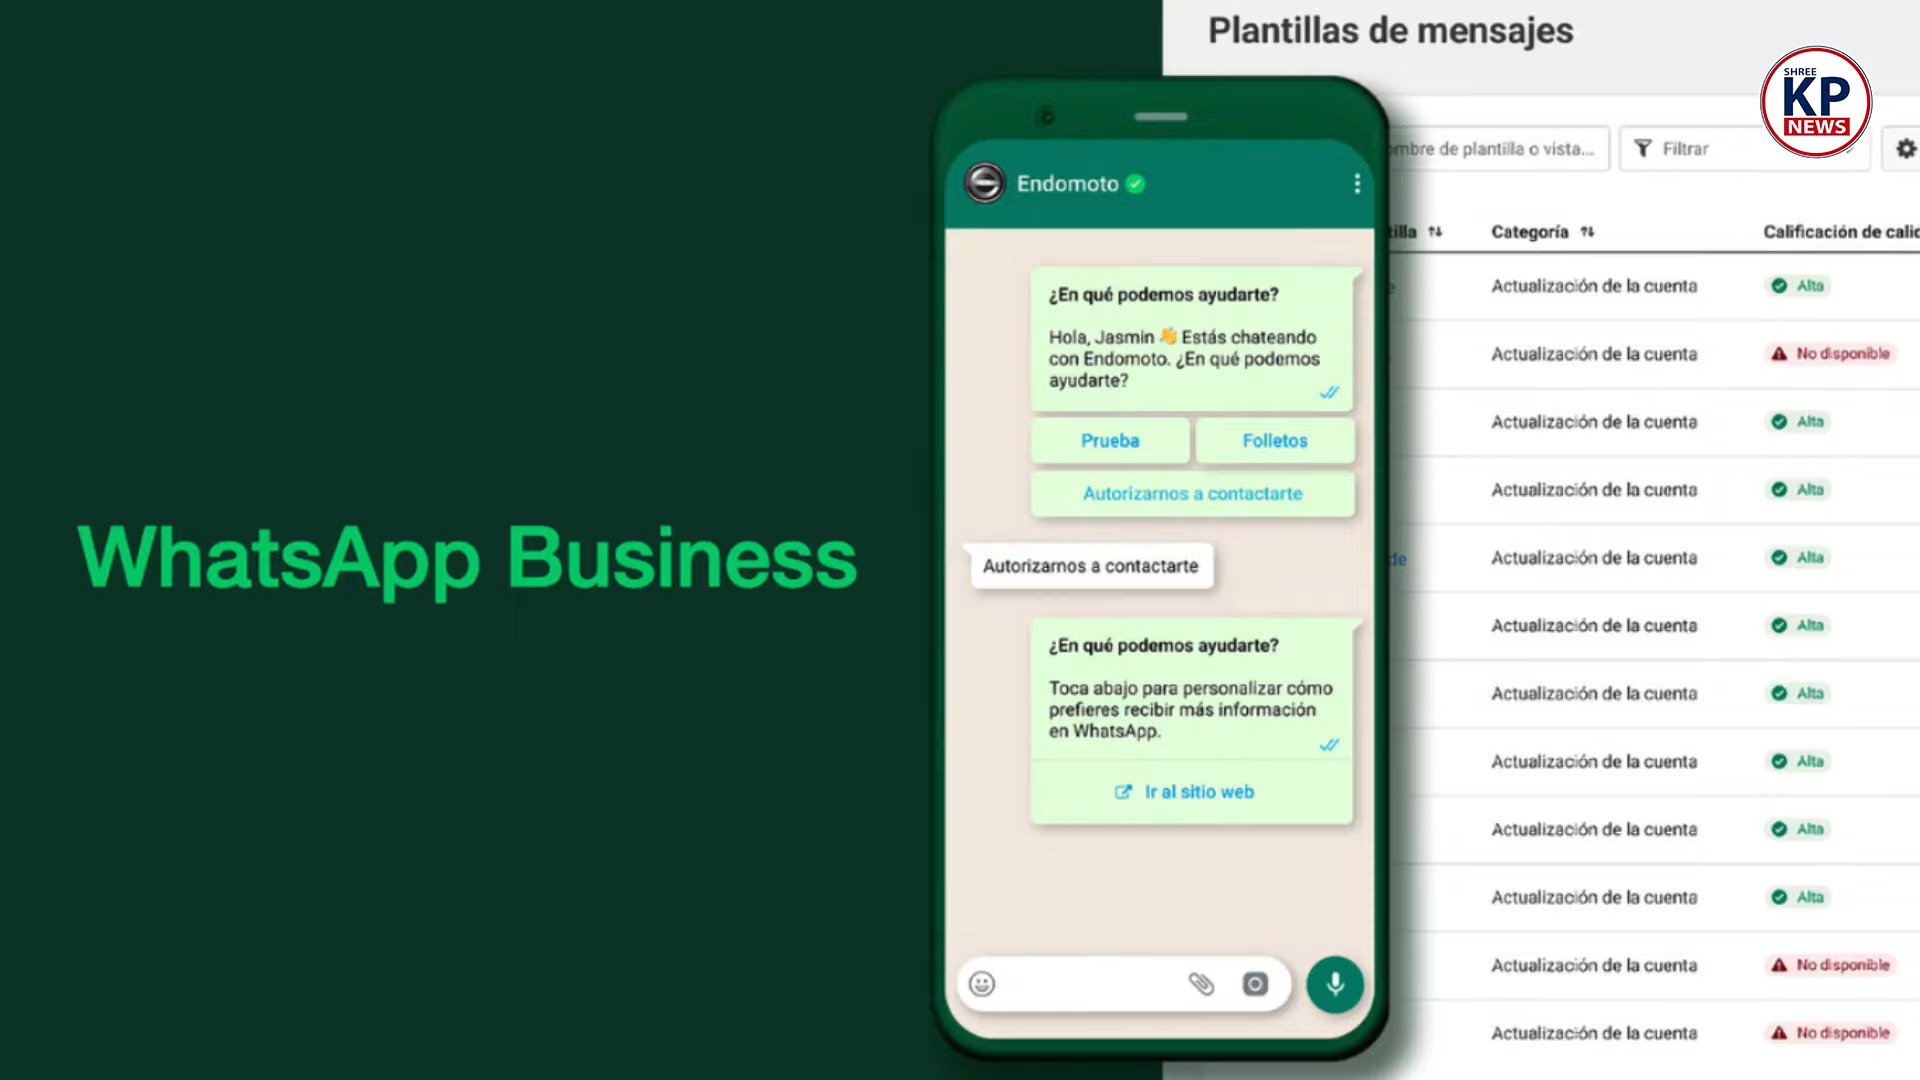 WhatsApp Business
Endomoto
¿En qué podemos ayudarte?
Hola, Jasmin 👋 Estás chateando
con Endomoto. ¿En qué podemos
ayudarte?
Prueba
Folletos
Autorizarnos a contactarte
Autorizarnos a contactarte
¿En qué podemos ayudarte?
Toca abajo para personalizar cómo
prefieres recibir más información
en WhatsApp.
Ir al sitio web
Plantillas de mensajes
SHREE
KP
NEWS
de plantilla o vista...
Filtrar
Categoría
Calificación de
Actualización de la cuenta Alta
Actualización de la cuenta No disponible
Actualización de la cuenta Alta
Actualización de la cuenta Alta
Actualización de la cuenta Alta
Actualización de la cuenta Alta
Actualización de la cuenta Alta
Actualización de la cuenta Alta
Actualización de la cuenta Alta
Actualización de la cuenta Alta
Actualización de la cuenta No disponible
Actualización de la cuenta No disponible